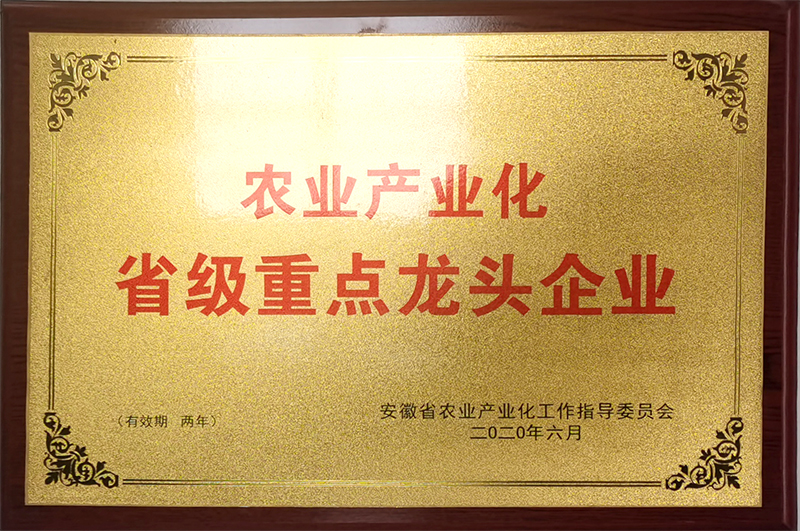 农业产业化
省级重点龙头企业
(有效期 两年)
安徽省农业产业化工作指导委员会
二0二0年六月